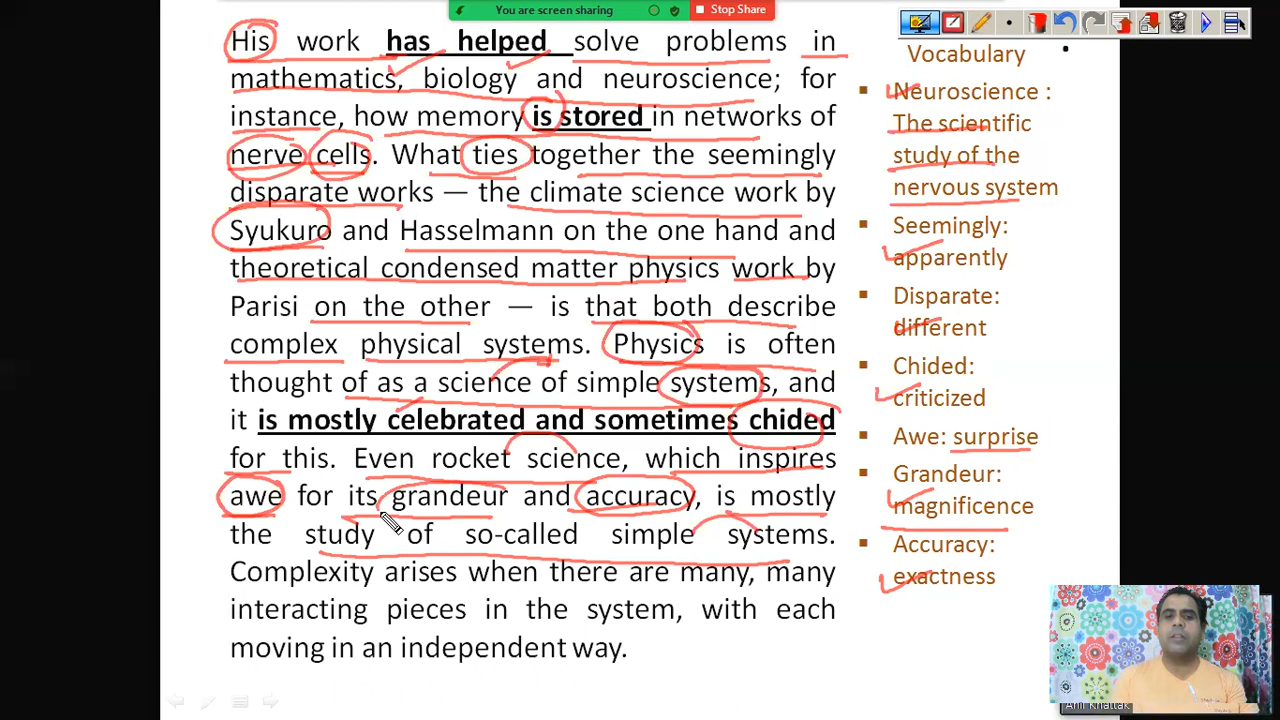 You are screen sharing
Stop Share
His work has helped solve problems in
mathematics, biology and neuroscience; for
instance, how memory is stored in networks of
nerve cells. What ties together the seemingly
disparate works — the climate science work by
Syukuro and Hasselmann on the one hand and
theoretical condensed matter physics work by
Parisi on the other — is that both describe
complex physical systems. Physics is often
thought of as a science of simple systems, and
it is mostly celebrated and sometimes chided
for this. Even rocket science, which inspires
awe for its grandeur and accuracy, is mostly
the study of so-called simple systems.
Complexity arises when there are many, many
interacting pieces in the system, with each
moving in an independent way.
Vocabulary
▪ Neuroscience :
The scientific
study of the
nervous system
▪ Seemingly:
apparently
▪ Disparate:
different
▪ Chided:
criticized
▪ Awe: surprise
▪ Grandeur:
magnificence
▪ Accuracy:
exactness
Anil Khattak